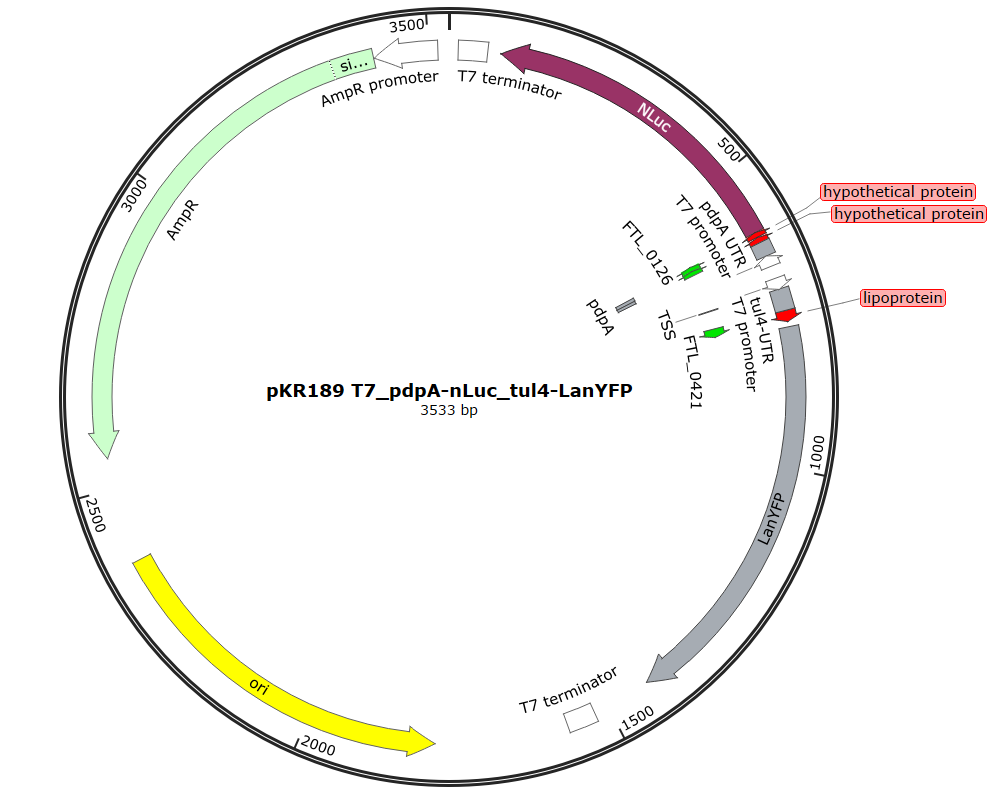 3500
T7 terminator
AmpR promoter
si...
NLuc
500
hypothetical protein
hypothetical protein
pdpA UTR
T7 promoter
FTL_0126
pdpA
TSS
FTL_0421
tul4-UTR
T7 promoter
lipoprotein
3000
AmpR
pKR189 T7_pdpA-nLuc_tul4-LanYFP
3533 bp
1000
LanYFP
2500
ori
T7 terminator
1500
2000